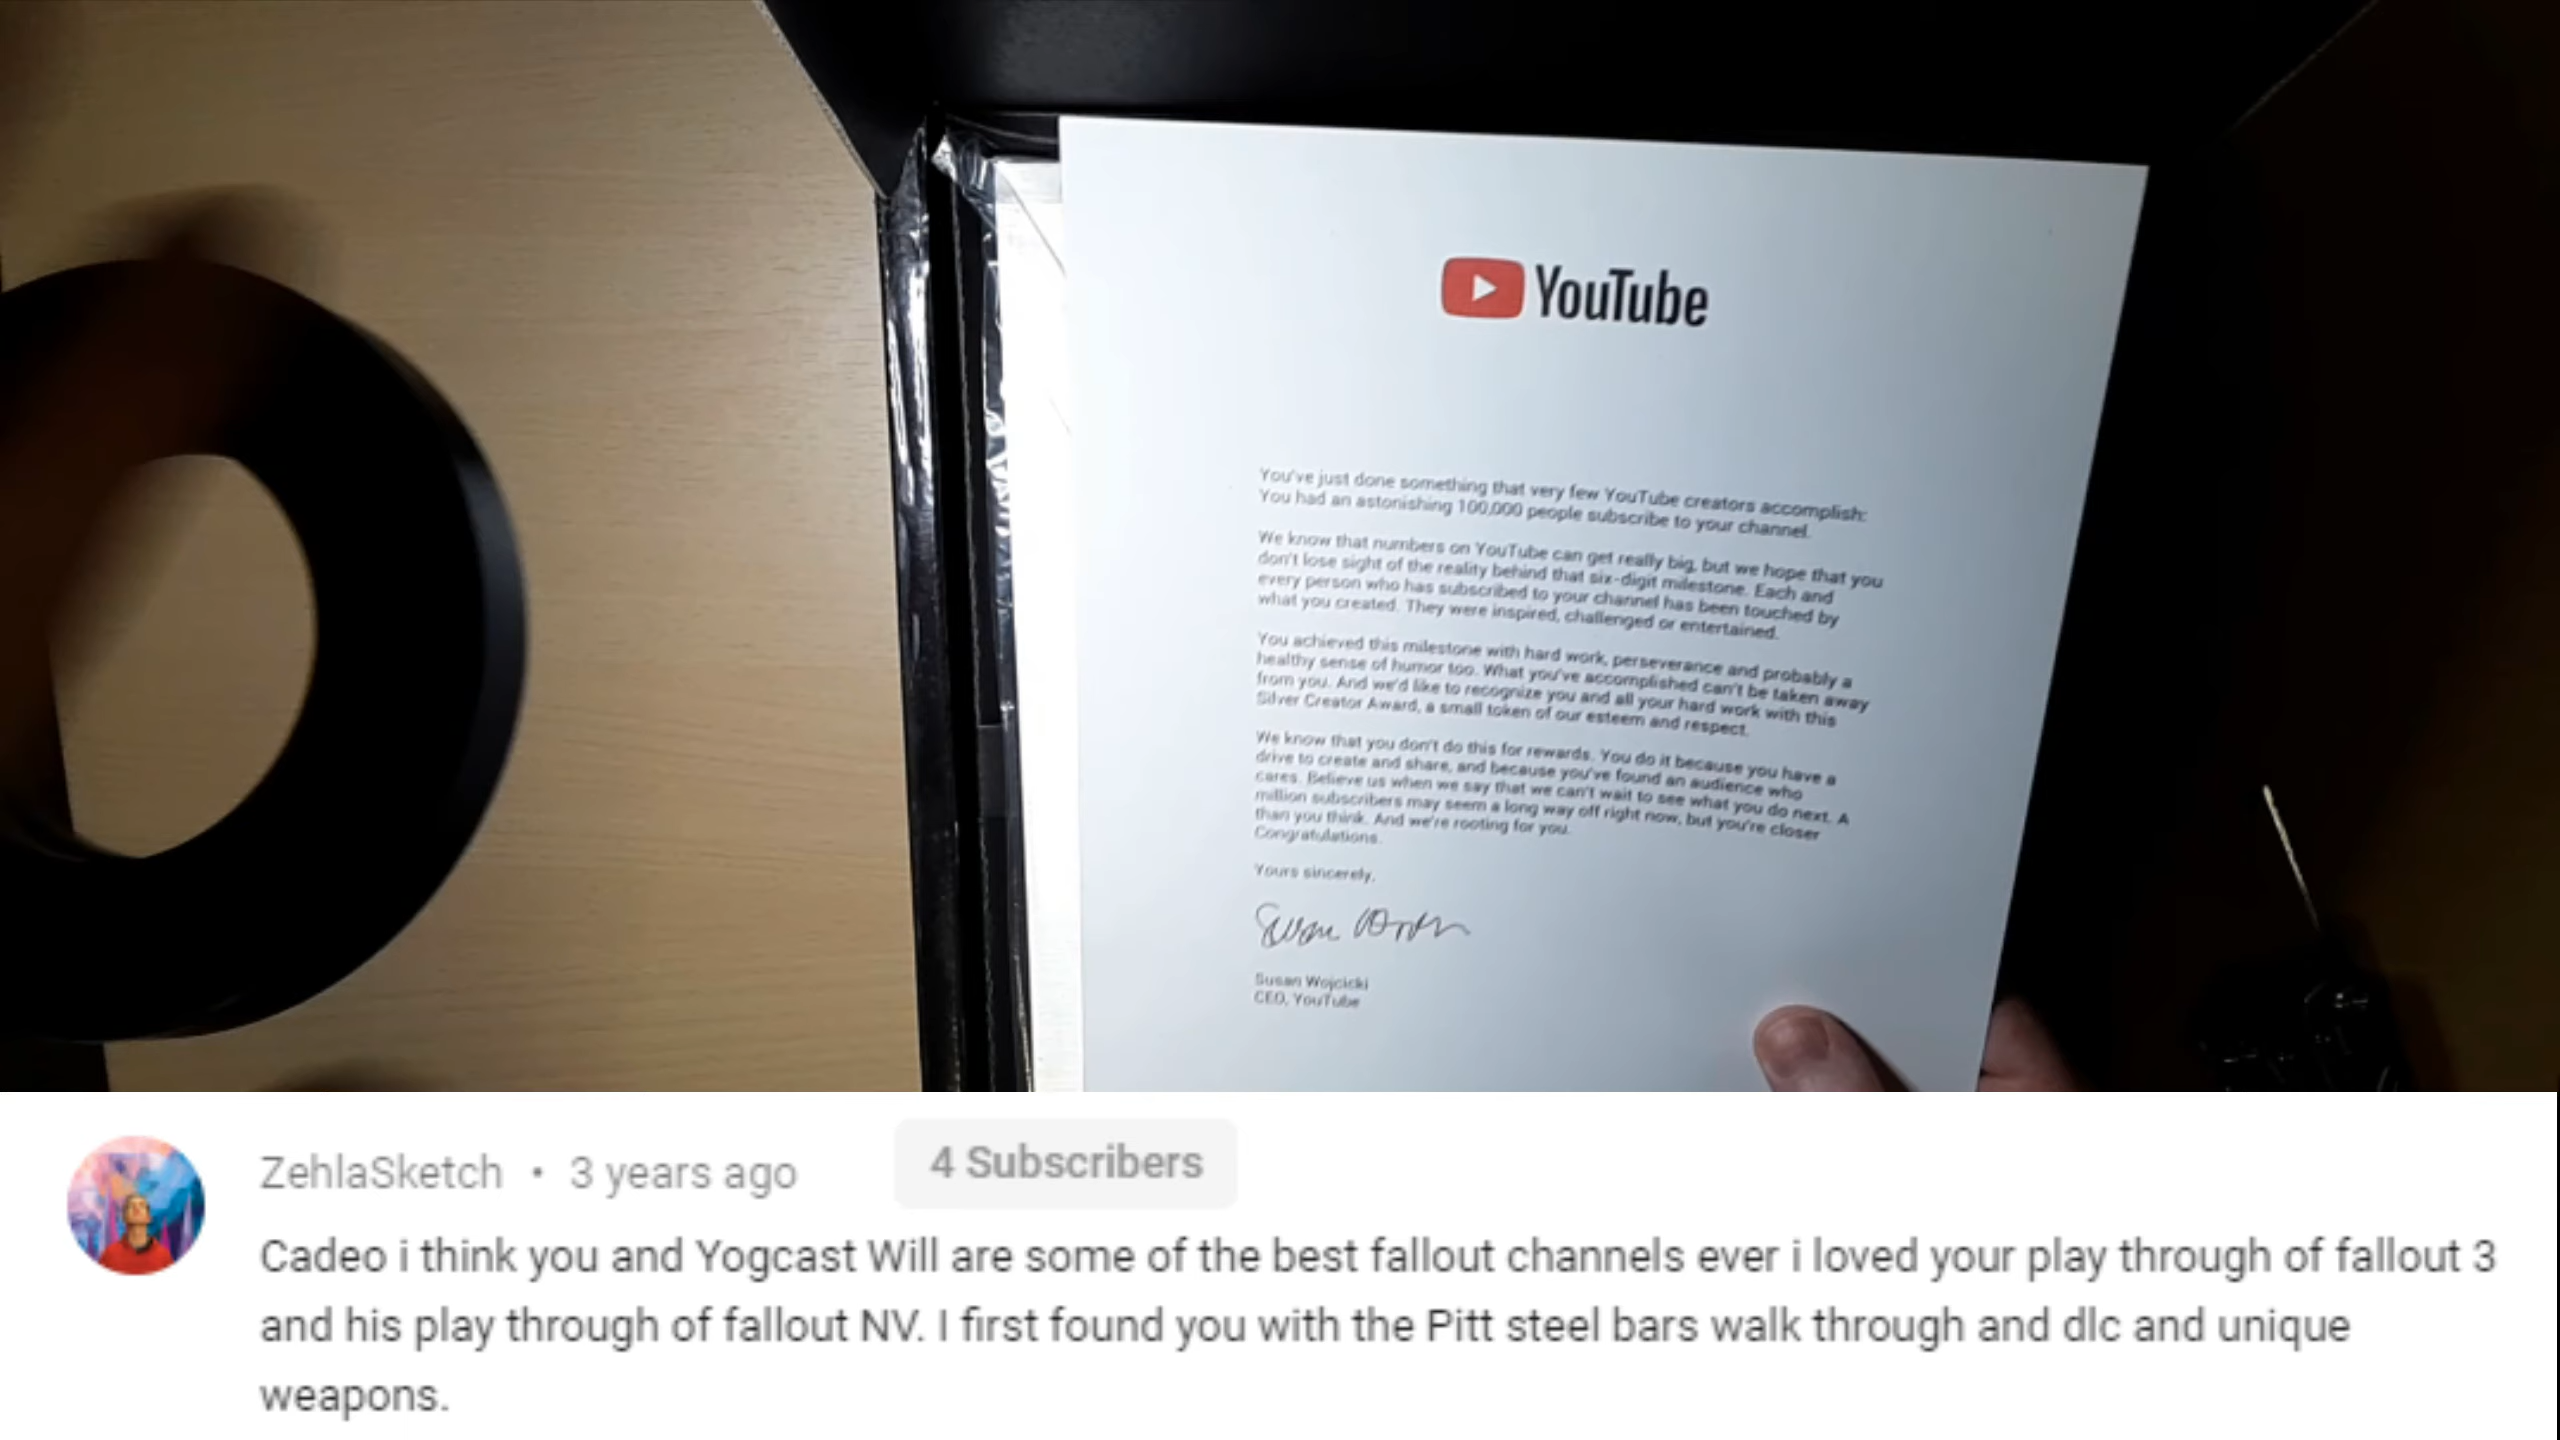 YouTube
You've just done something that very few YouTube creators accomplish:
You had an astonishing 100,000 people subscribe to your channel.
We know that numbers on YouTube can get really big, but we hope that you
don't lose sight of the reality behind that six-digit milestone. Each and
every person who has subscribed to your channel has been touched by
what you created. They were inspired, challenged or entertained.
You achieved this milestone with hard work, perseverance and probably a
healthy sense of humor too. What you've accomplished can't be taken away
from you. And we'd like to recognize you and all your hard work with this
Silver Creator Award, a small token of our esteem and respect.
We know that you don't do this for rewards. You do it because you have a
drive to create and share, and because you've found an audience who
cares. Believe us when we say that we can't wait to see what you do next. A
million subscribers may seem a long way off right now, but you're closer
than you think. And we're rooting for you.
Congratulations.
Yours sincerely,
Susan Wojcicki
CEO, YouTube
ZehlaSketch • 3 years ago 4 Subscribers
Cadeo i think you and Yogcast Will are some of the best fallout channels ever i loved your play through of fallout 3
and his play through of fallout NV. I first found you with the Pitt steel bars walk through and dlc and unique
weapons.